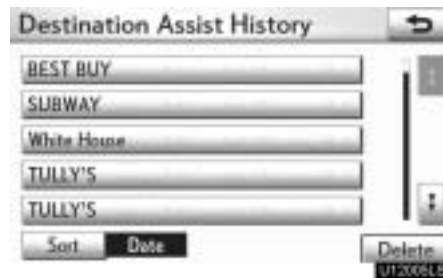 Destination Assist History
BEST BUY
SUBWAY
White House
TULLY'S
TULLY'S
Sort Date
Delete